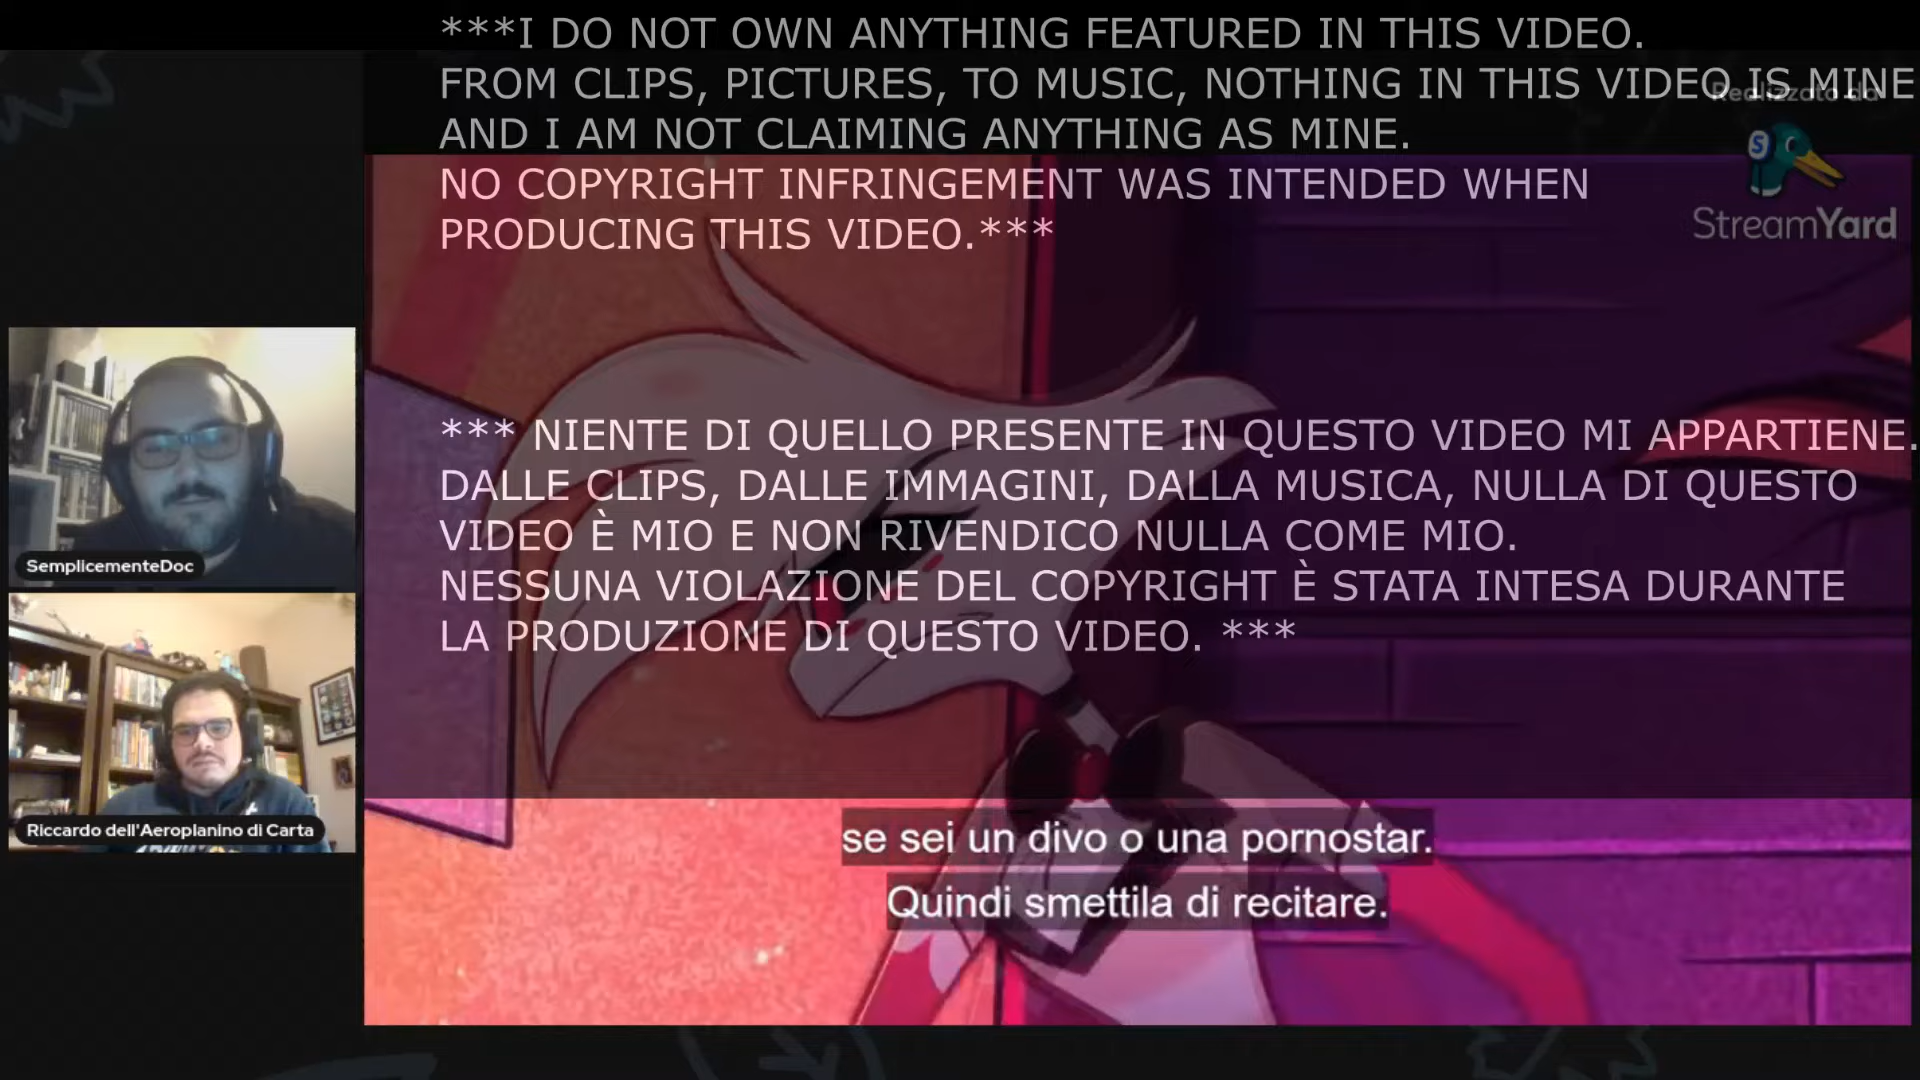 ***I DO NOT OWN ANYTHING FEATURED IN THIS VIDEO.
FROM CLIPS, PICTURES, TO MUSIC, NOTHING IN THIS VIDEO IS MINE
AND I AM NOT CLAIMING ANYTHING AS MINE.
NO COPYRIGHT INFRINGEMENT WAS INTENDED WHEN
PRODUCING THIS VIDEO.***
Realizzato da
S
StreamYard
*** NIENTE DI QUELLO PRESENTE IN QUESTO VIDEO MI APPARTIENE.
DALLE CLIPS, DALLE IMMAGINI, DALLA MUSICA, NULLA DI QUESTO
VIDEO È MIO E NON RIVENDICO NULLA COME MIO.
NESSUNA VIOLAZIONE DEL COPYRIGHT È STATA INTESA DURANTE
LA PRODUZIONE DI QUESTO VIDEO. ***
SemplicementeDoc
Riccardo dell'Aeroplanino di Carta
se sei un divo o una pornostar.
Quindi smettila di recitare.